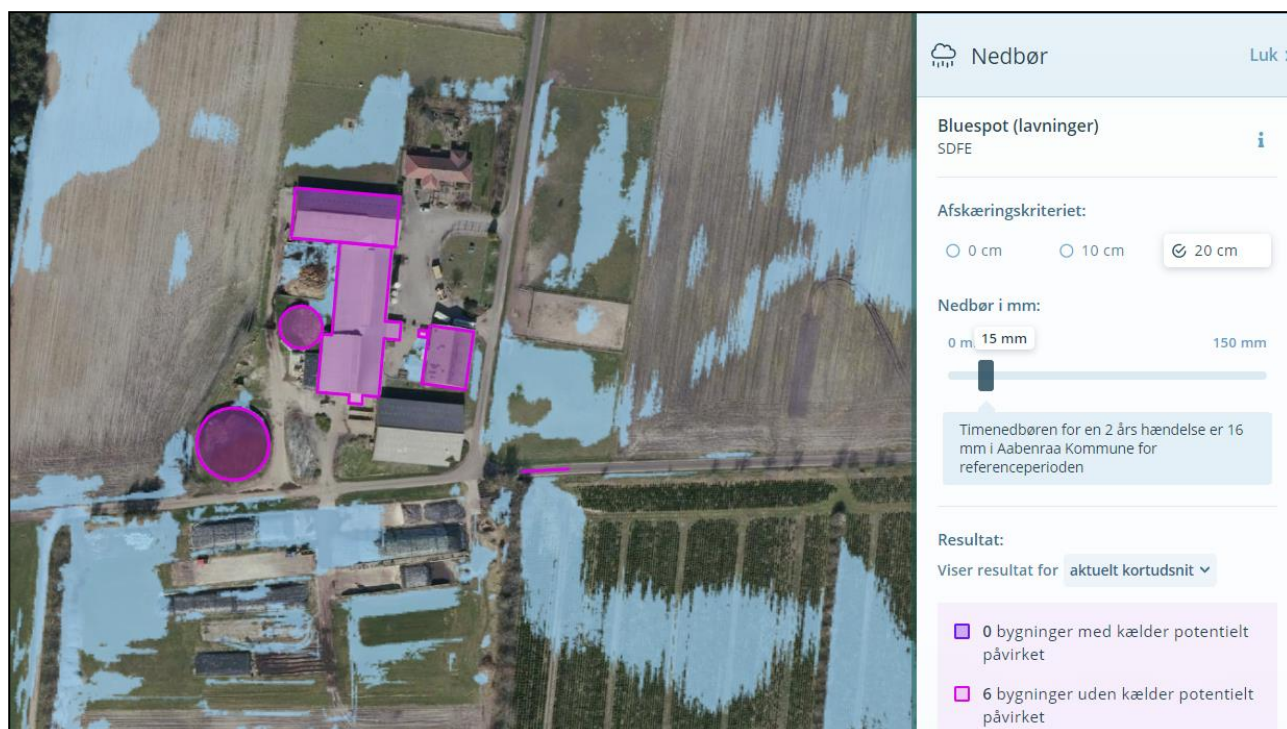 Nedbør
Luk
Bluespot (lavninger)
SDFE
Afskæringskriteriet:
0 cm
10 cm
20 cm
Nedbør i mm:
0 m
15 mm
150 mm
Timenedbøren for en 2 års hændelse er 16
mm i Aabenraa Kommune for
referenceperioden
Resultat:
Viser resultat for aktuelt kortudsnit
0 bygninger med kælder potentielt
påvirket
6 bygninger uden kælder potentielt
påvirket